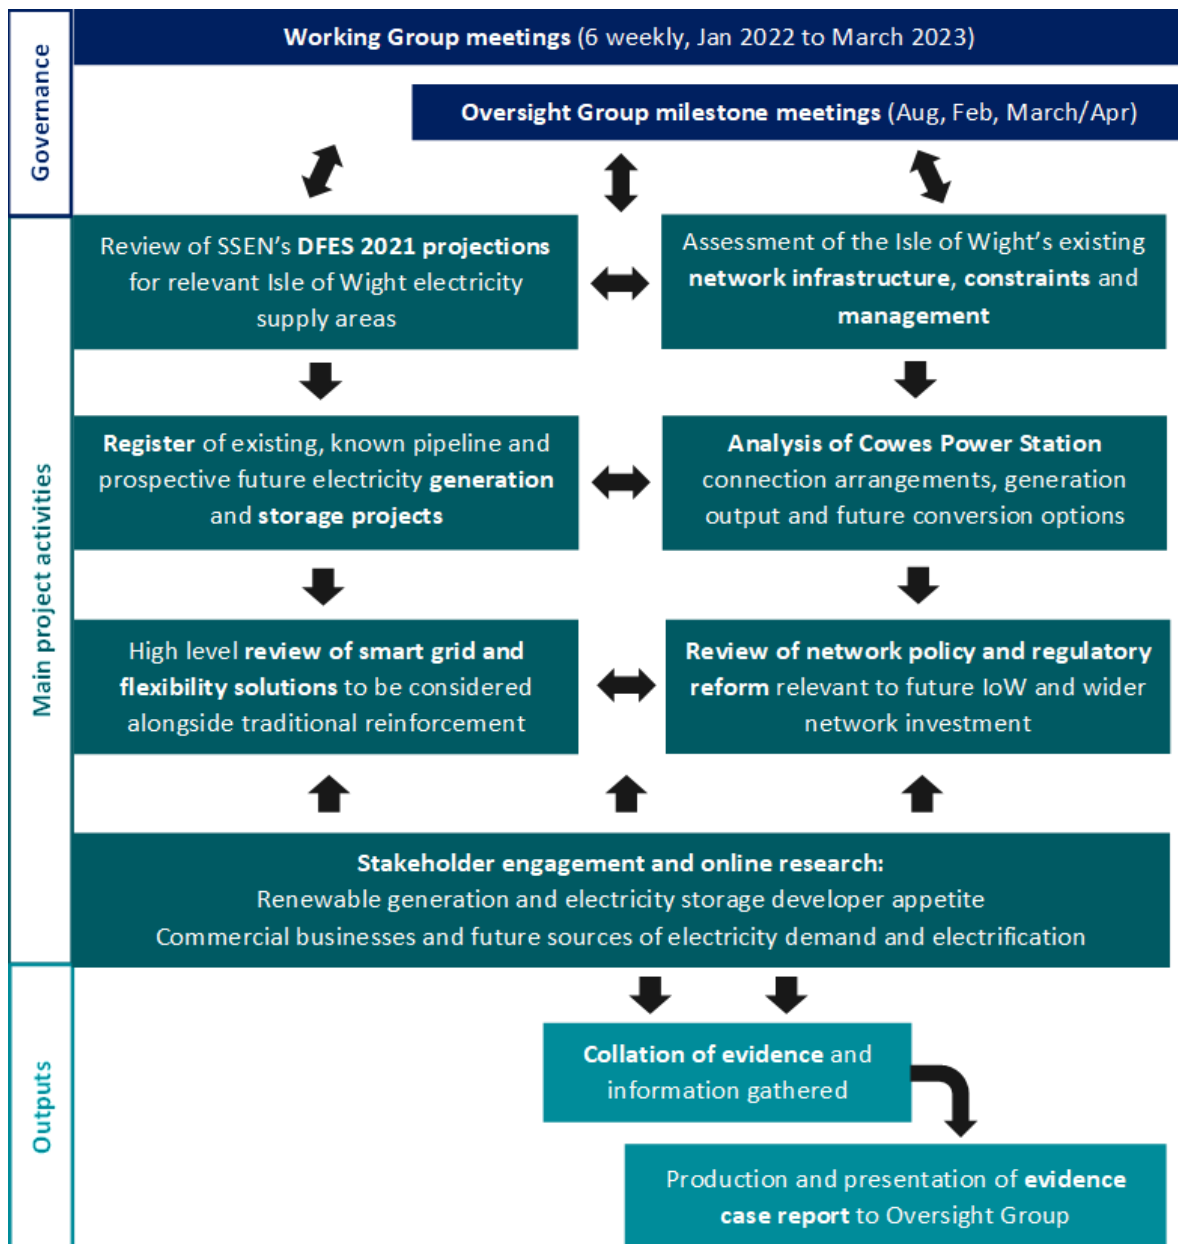 Governance
Working Group meetings (6 weekly, Jan 2022 to March 2023)
Oversight Group milestone meetings (Aug, Feb, March/Apr)
Main project activities
Review of SSEN's DFES 2021 projections
for relevant Isle of Wight electricity
supply areas
Assessment of the Isle of Wight's existing
network infrastructure, constraints and
management
Register of existing, known pipeline and
prospective future electricity generation
and storage projects
Analysis of Cowes Power Station
connection arrangements, generation
output and future conversion options
High level review of smart grid and
flexibility solutions to be considered
alongside traditional reinforcement
Review of network policy and regulatory
reform relevant to future IoW and wider
network investment
Stakeholder engagement and online research:
Renewable generation and electricity storage developer appetite
Commercial businesses and future sources of electricity demand and electrification
Outputs
Collation of evidence and
information gathered
Production and presentation of evidence
case report to Oversight Group